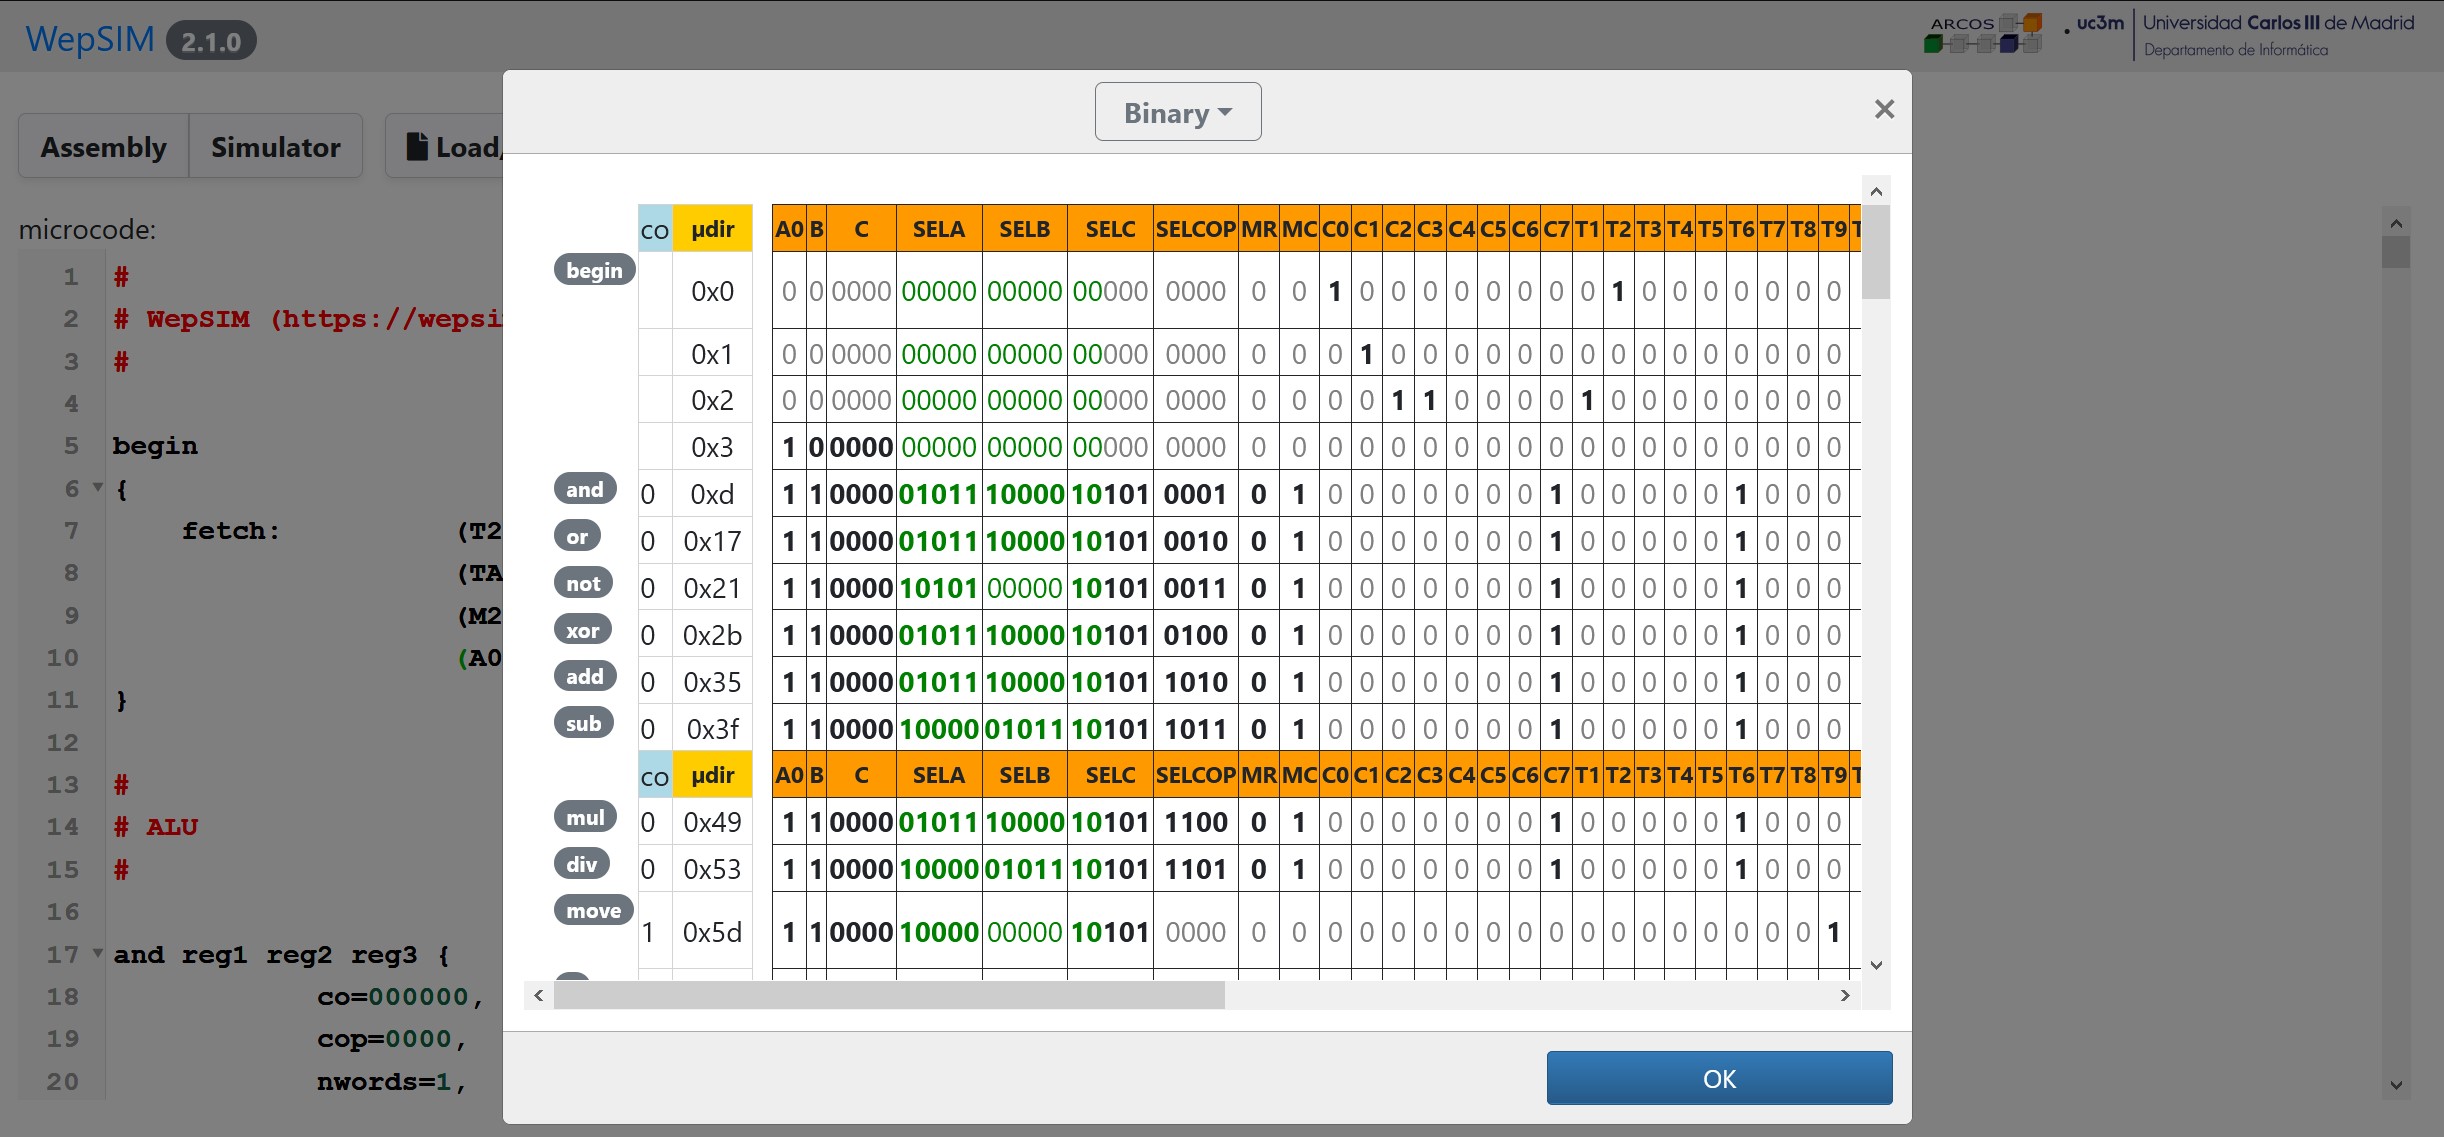 WepSIM 2.1.0
ARCOS
uc3m
Universidad Carlos III de Madrid
Departamento de Informática
Binary ×
Assembly Simulator Load/
microcode:
1 #
2 # WepSIM (https://wepsi
3 #
4
5 begin
6 {
7 fetch: (T2
8 (TA
9 (M2
10 (A0
11 }
12
13 #
14 # ALU
15 #
16
17 and reg1 reg2 reg3 {
18 co=000000,
19 cop=0000,
20 nwords=1,
co µdir A0 B C SELA SELB SELC SELCOP MR MC C0 C1 C2 C3 C4 C5 C6 C7 T1 T2 T3 T4 T5 T6 T7 T8 T9 T
begin 0x0 0 0 0000 00000 00000 00000 0000 0 0 1 0 0 0 0 0 0 0 0 1 0 0 0 0 0 0 0
0x1 0 0 0000 00000 00000 00000 0000 0 0 0 1 0 0 0 0 0 0 0 0 0 0 0 0 0 0 0
0x2 0 0 0000 00000 00000 00000 0000 0 0 0 0 1 1 0 0 0 0 1 0 0 0 0 0 0 0 0
0x3 1 0 0000 00000 00000 00000 0000 0 0 0 0 0 0 0 0 0 0 0 0 0 0 0 0 0 0 0
and 0 0xd 1 1 0000 01011 10000 10101 0001 0 1 0 0 0 0 0 0 0 1 0 0 0 0 0 1 0 0 0
or 0 0x17 1 1 0000 01011 10000 10101 0010 0 1 0 0 0 0 0 0 0 1 0 0 0 0 0 1 0 0 0
not 0 0x21 1 1 0000 10101 00000 10101 0011 0 1 0 0 0 0 0 0 0 1 0 0 0 0 0 1 0 0 0
xor 0 0x2b 1 1 0000 01011 10000 10101 0100 0 1 0 0 0 0 0 0 0 1 0 0 0 0 0 1 0 0 0
add 0 0x35 1 1 0000 01011 10000 10101 1010 0 1 0 0 0 0 0 0 0 1 0 0 0 0 0 1 0 0 0
sub 0 0x3f 1 1 0000 10000 01011 10101 1011 0 1 0 0 0 0 0 0 0 1 0 0 0 0 0 1 0 0 0
co µdir A0 B C SELA SELB SELC SELCOP MR MC C0 C1 C2 C3 C4 C5 C6 C7 T1 T2 T3 T4 T5 T6 T7 T8 T9 T
mul 0 0x49 1 1 0000 01011 10000 10101 1100 0 1 0 0 0 0 0 0 0 1 0 0 0 0 0 1 0 0 0
div 0 0x53 1 1 0000 10000 01011 10101 1101 0 1 0 0 0 0 0 0 0 1 0 0 0 0 0 1 0 0 0
move 1 0x5d 1 1 0000 10000 00000 10101 0000 0 0 0 0 0 0 0 0 0 0 0 0 0 0 0 0 0 0 1
OK